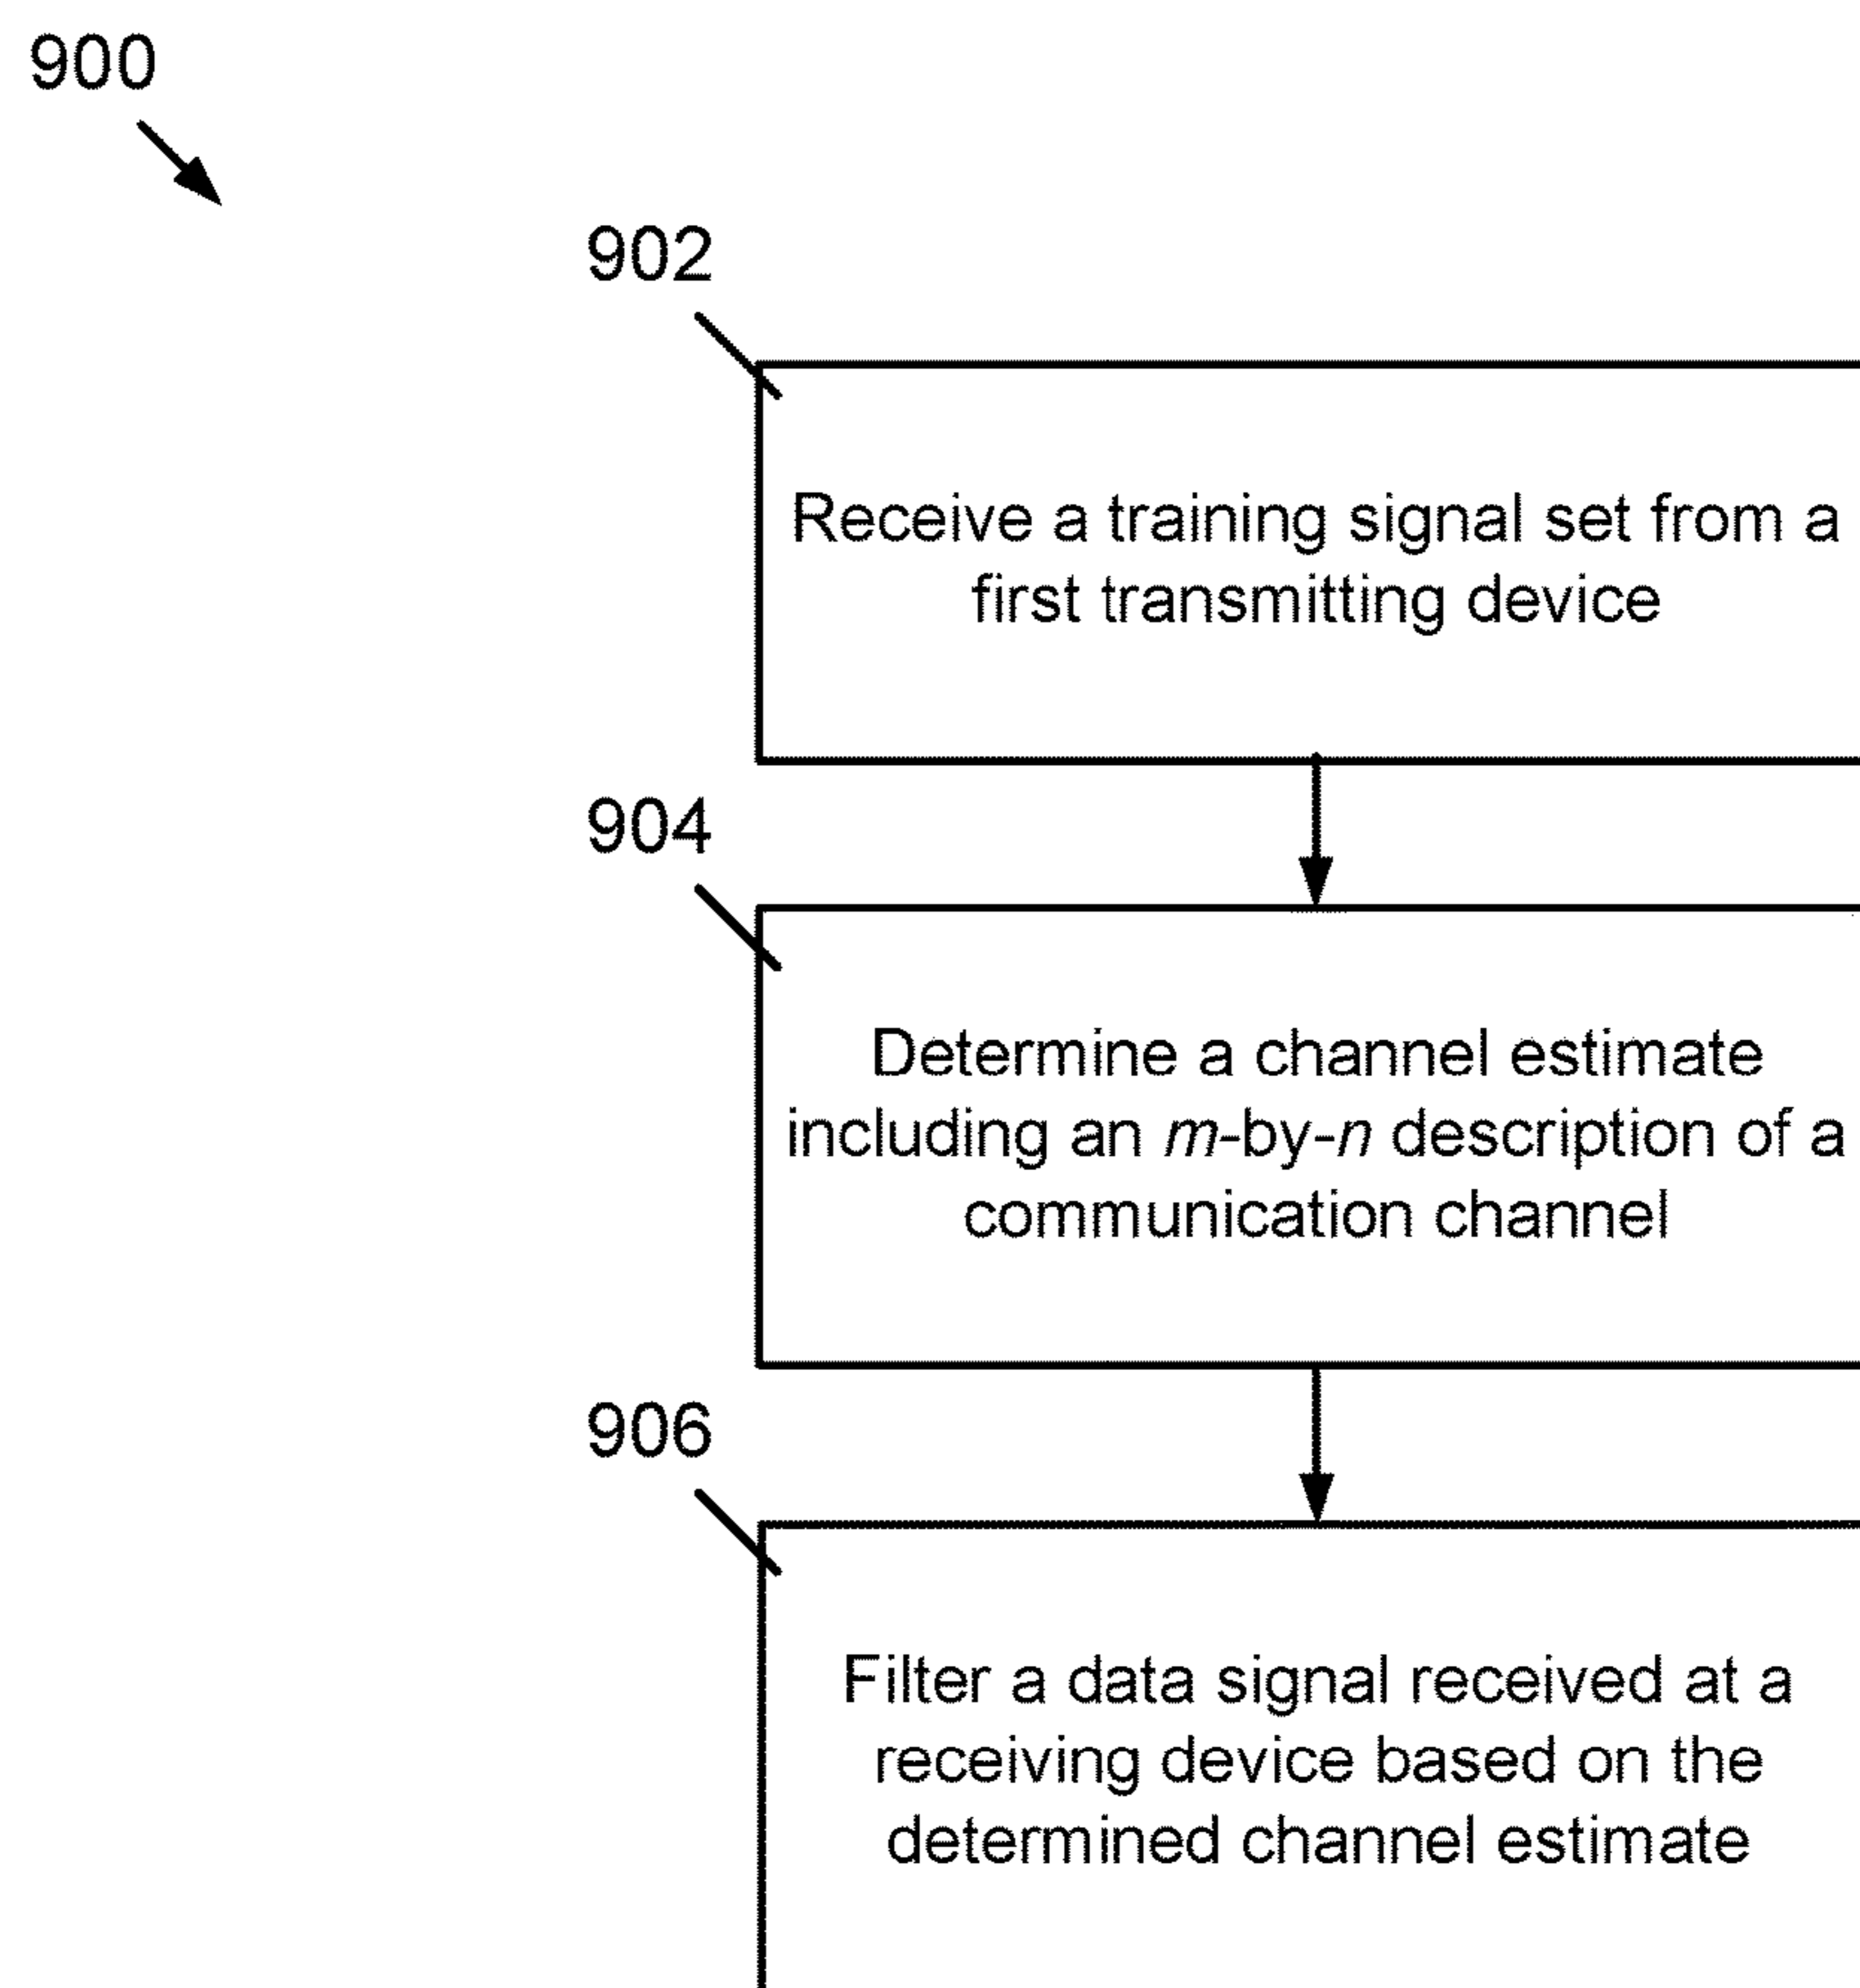 900
902
Receive a training signal set from a
first transmitting device
904
Determine a channel estimate
including an m-by-n description of a
communication channel
906
Filter a data signal received at a
receiving device based on the
determined channel estimate